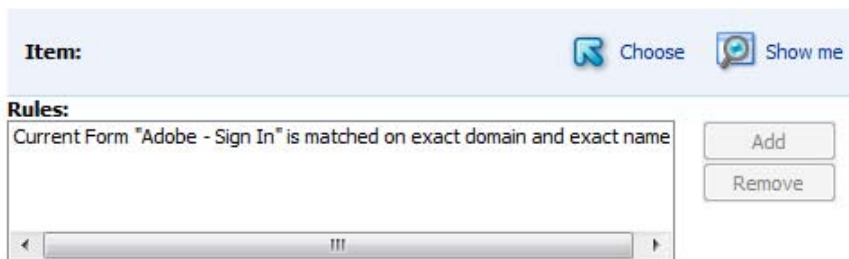 Item:
Choose
Show me
Rules:
Current Form "Adobe - Sign In" is matched on exact domain and exact name
Add
Remove